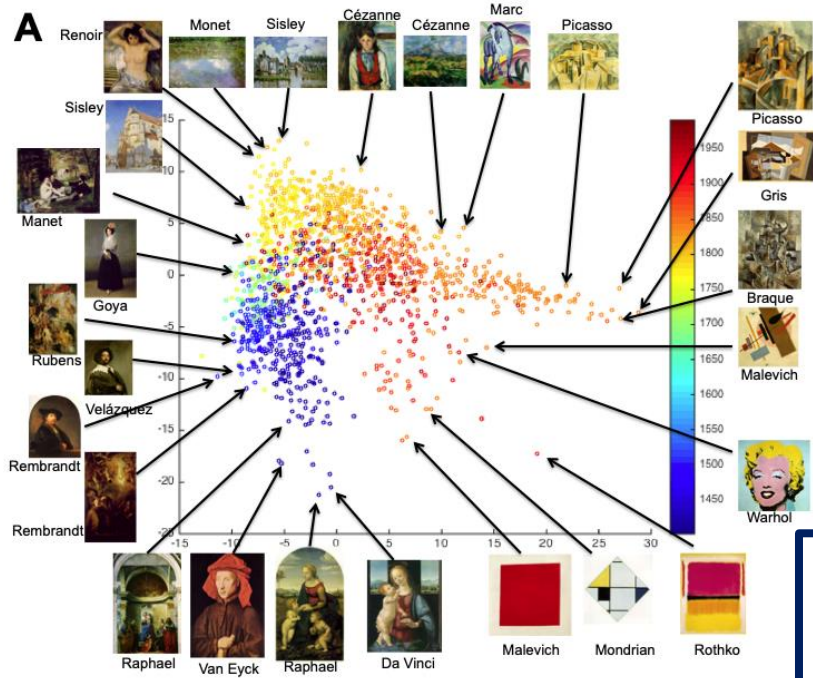 A
Renoir
Monet
Sisley
Cézanne
Cézanne
Marc
Picasso
Sisley
Picasso
Manet
Gris
Goya
Braque
Rubens
Malevich
Velázquez
Rembrandt
Rembrandt
Warhol
15
10
5
0
-5
-10
-15
-20
-25
-15
-10
-5
0
5
10
15
20
25
30
1950
1900
1850
1800
1750
1700
1650
1600
1550
1500
1450
Raphael
Van Eyck
Raphael
Da Vinci
Malevich
Mondrian
Rothko